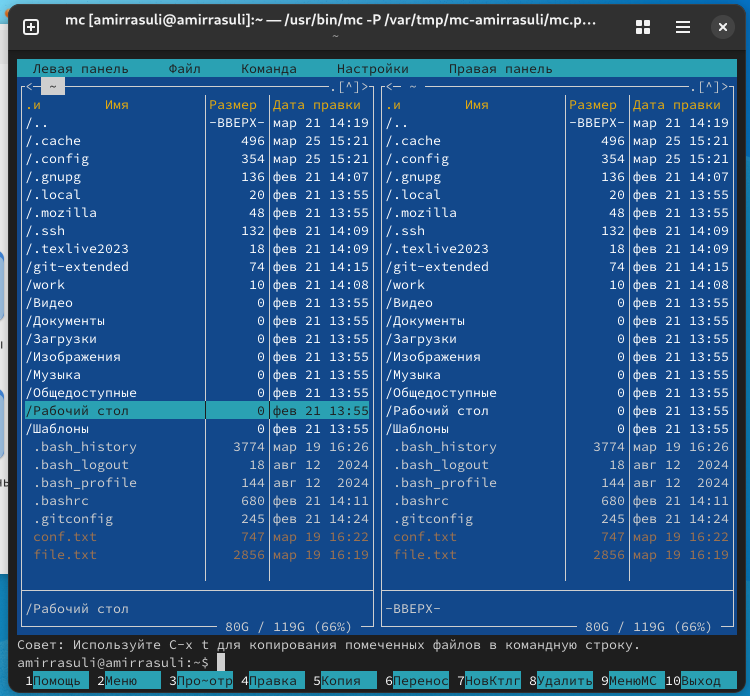 mc [amirrasuli@amirrasuli]:~ — /usr/bin/mc -P /var/tmp/mc-amirrasuli/mc.p…
~
Левая панель Файл Команда Настройки Правая панель
<─ ~ .[^]> <─ ~ .[^]>
.и Имя Размер Дата правки .и Имя Размер Дата правки
/.. -ВВЕРХ- мар 21 14:19 /.. -ВВЕРХ- мар 21 14:19
/.cache 496 мар 25 15:21 /.cache 496 мар 25 15:21
/.config 354 мар 25 15:21 /.config 354 мар 25 15:21
/.gnupg 136 фев 21 14:07 /.gnupg 136 фев 21 14:07
/.local 20 фев 21 13:55 /.local 20 фев 21 13:55
/.mozilla 48 фев 21 13:55 /.mozilla 48 фев 21 13:55
/.ssh 132 фев 21 14:09 /.ssh 132 фев 21 14:09
/.texlive2023 18 фев 21 14:09 /.texlive2023 18 фев 21 14:09
/git-extended 74 фев 21 14:15 /git-extended 74 фев 21 14:15
/work 10 фев 21 14:08 /work 10 фев 21 14:08
/Видео 0 фев 21 13:55 /Видео 0 фев 21 13:55
/Документы 0 фев 21 13:55 /Документы 0 фев 21 13:55
/Загрузки 0 фев 21 13:55 /Загрузки 0 фев 21 13:55
/Изображения 0 фев 21 13:55 /Изображения 0 фев 21 13:55
/Музыка 0 фев 21 13:55 /Музыка 0 фев 21 13:55
/Общедоступные 0 фев 21 13:55 /Общедоступные 0 фев 21 13:55
/Рабочий стол 0 фев 21 13:55 /Рабочий стол 0 фев 21 13:55
/Шаблоны 0 фев 21 13:55 /Шаблоны 0 фев 21 13:55
.bash_history 3774 мар 19 16:26 .bash_history 3774 мар 19 16:26
.bash_logout 18 авг 12 2024 .bash_logout 18 авг 12 2024
.bash_profile 144 авг 12 2024 .bash_profile 144 авг 12 2024
.bashrc 680 фев 21 14:11 .bashrc 680 фев 21 14:11
.gitconfig 245 фев 21 14:24 .gitconfig 245 фев 21 14:24
conf.txt 747 мар 19 16:22 conf.txt 747 мар 19 16:22
file.txt 2856 мар 19 16:19 file.txt 2856 мар 19 16:19
/Рабочий стол -ВВЕРХ-
80G / 119G (66%) 80G / 119G (66%)
Совет: Используйте C-x t для копирования помеченных файлов в командную строку.
amirrasuli@amirrasuli:~$
1Помощь 2Меню 3Про~отр 4Правка 5Копия 6Перенос 7НовКтлг 8Удалить 9МенюMC 10Выход